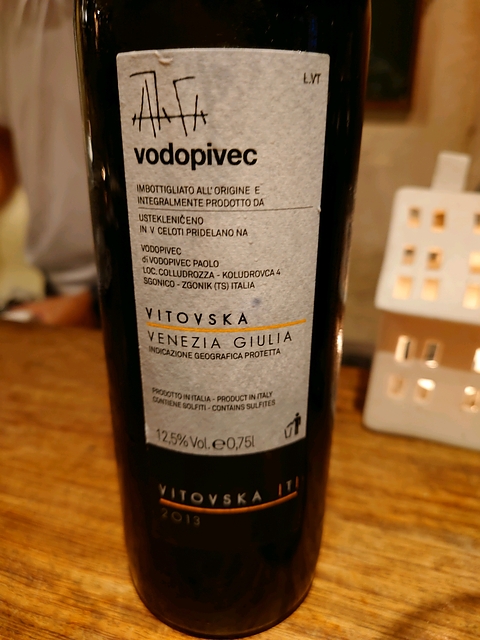 L.VT
vodopivec
IMBOTTIGLIATO ALL'ORIGINE E
INTEGRALMENTE PRODOTTO DA
USTEKLENIČENO
IN V CELOTI PRIDELANO NA
VODOPIVEC
di VODOPIVEC PAOLO
LOC. COLLUDROZZA - KOLUDROVCA 4
SGONICO - ZGONIK (TS) ITALIA
VITOVSKA
VENEZIA GIULIA
INDICAZIONE GEOGRAFICA PROTETTA
PRODOTTO IN ITALIA - PRODUCT IN ITALY
CONTIENE SOLFITI - CONTAINS SULFITES
12,5% Vol. e 0,75l
VITOVSKA
2013